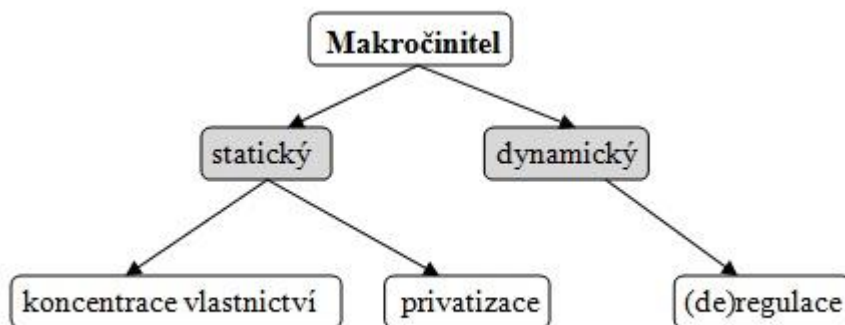 Makročinitel
statický
dynamický
koncentrace vlastnictví
privatizace
(de)regulace